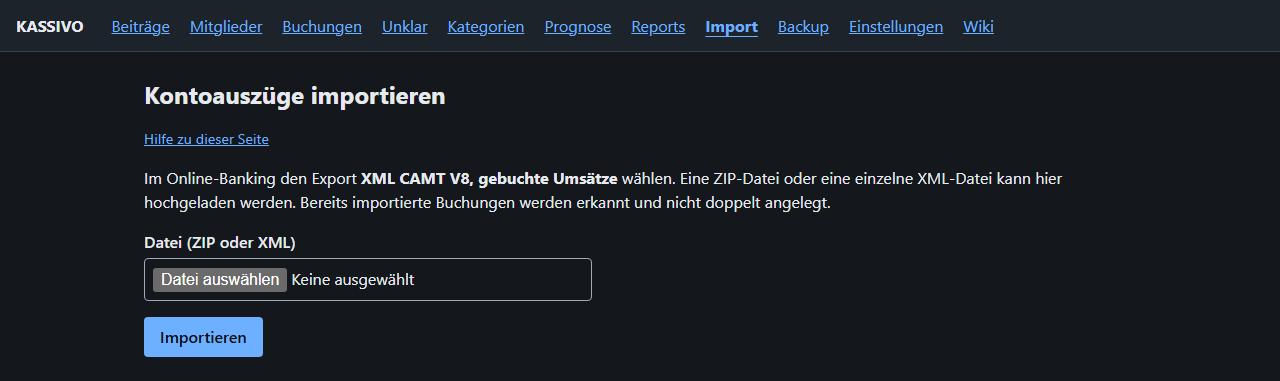 KASSIVO Beiträge Mitglieder Buchungen Unklar Kategorien Prognose Reports Import Backup Einstellungen Wiki
Kontoauszüge importieren
Hilfe zu dieser Seite
Im Online-Banking den Export XML CAMT V8, gebuchte Umsätze wählen. Eine ZIP-Datei oder eine einzelne XML-Datei kann hier
hochgeladen werden. Bereits importierte Buchungen werden erkannt und nicht doppelt angelegt.
Datei (ZIP oder XML)
Datei auswählen Keine ausgewählt
Importieren